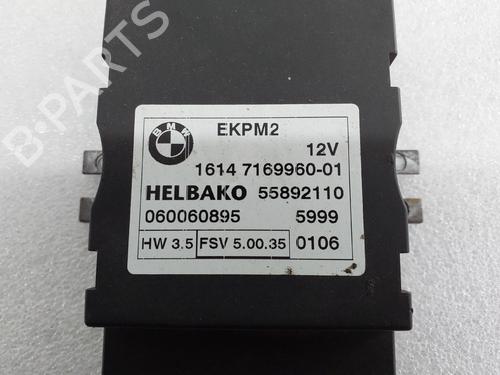 B-PARTS
BMW
EKPM2
12V
1614 7169960-01
HELBAKO 55892110
060060895 5999
HW 3.5 FSV 5.00.35 0106